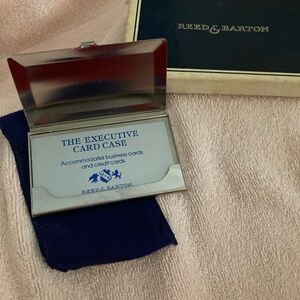 REED & BARTON
THE EXECUTIVE
CARD CASE
Accommodates business cards
and credit cards
REED & BARTON